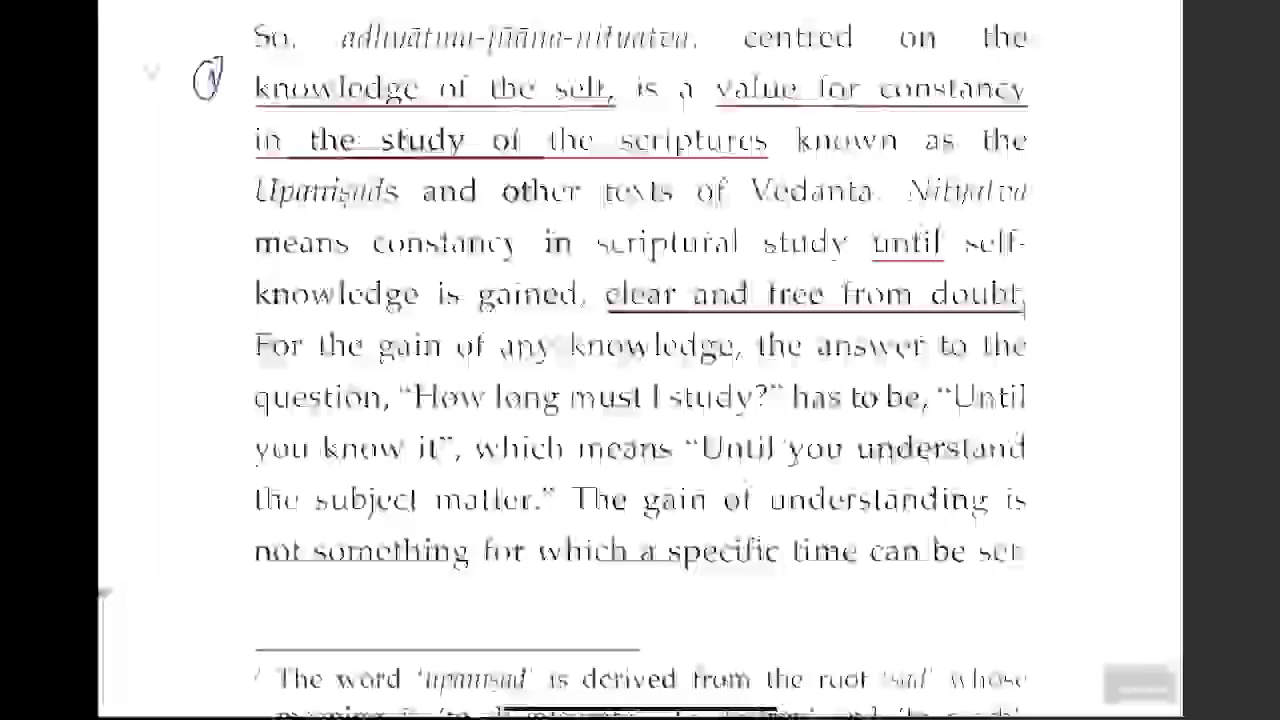 So, adhyātma-jñāna-nityatva, centred on the
knowledge of the self, is a value for constancy
in the study of the scriptures known as the
Upaniṣads and other texts of Vedanta. Nityatva
means constancy in scriptural study until self-
knowledge is gained, clear and free from doubt.
For the gain of any knowledge, the answer to the
question, “How long must I study?” has to be, “Until
you know it”, which means “Until you understand
the subject matter.” The gain of understanding is
not something for which a specific time can be set
The word ‘upaniṣad’ is derived from the root ‘sad’ whose